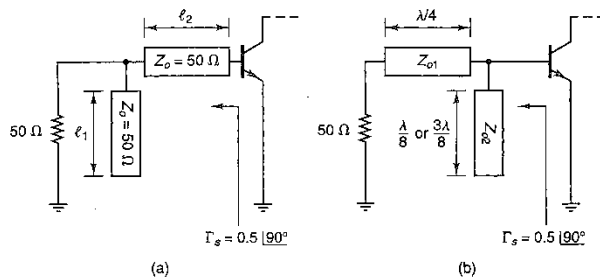 ℓ₂
Zₒ = 50 Ω
50 Ω
ℓ₁
Zₒ = 50 Ω
Γₛ = 0.5 ∠90°
(a)
λ/4
Zₒ₁
50 Ω
λ/8 or 3λ/8
Zₒ₂
Γₛ = 0.5 ∠90°
(b)